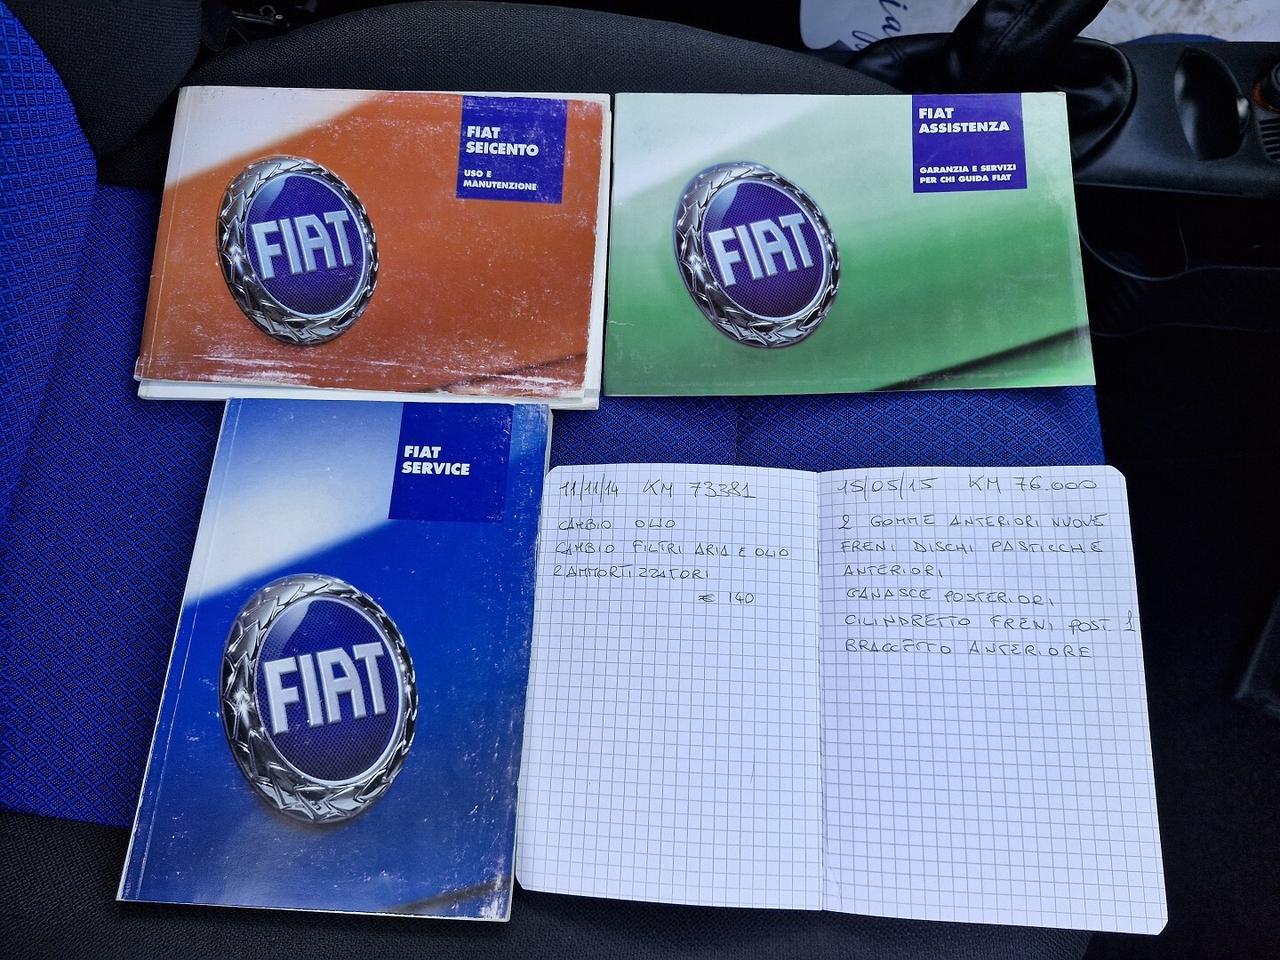 FIAT
SEICENTO
USO E
MANUTENZIONE
FIAT
FIAT
ASSISTENZA
GARANZIA E SERVIZI
PER CHI GUIDA FIAT
FIAT
FIAT
SERVICE
FIAT
11/11/14 KM 73381
CAMBIO OLIO
CAMBIO FILTRI ARIA E OLIO
2 AMMORTIZZATORI
€ 140
15/05/15 KM 76.000
2 GOMME ANTERIORI NUOVE
FRENI DISCHI PASTICCHE
ANTERIORI
GANASCE POSTERIORI
CILINDRETTO FRENI POST. 1
BRACCETTO ANTERIORE